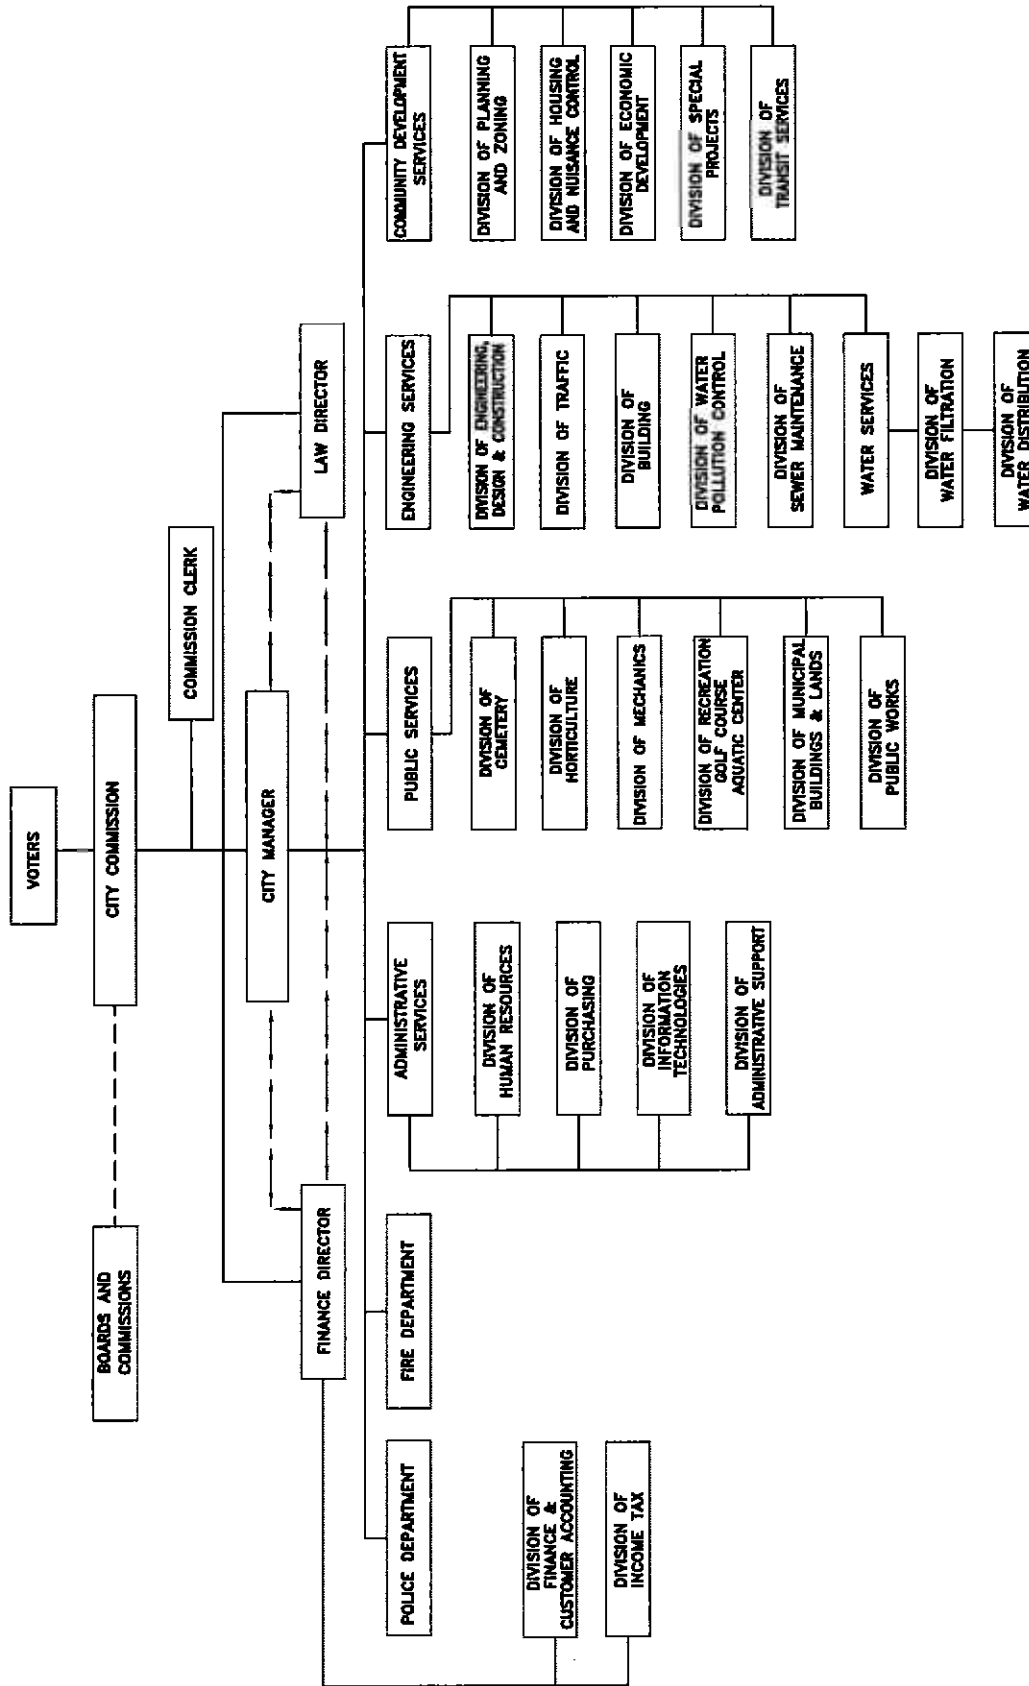 VOTERS
CITY COMMISSION
BOARDS AND
COMMISSIONS
COMMISSION CLERK
CITY MANAGER
FINANCE DIRECTOR
LAW DIRECTOR
POLICE DEPARTMENT
FIRE DEPARTMENT
ADMINISTRATIVE
SERVICES
PUBLIC SERVICES
ENGINEERING SERVICES
COMMUNITY DEVELOPMENT
SERVICES
DIVISION OF
FINANCE &
CUSTOMER ACCOUNTING
DIVISION OF
INCOME TAX
DIVISION OF
HUMAN RESOURCES
DIVISION OF
PURCHASING
DIVISION OF
INFORMATION
TECHNOLOGIES
DIVISION OF
ADMINISTRATIVE SUPPORT
DIVISION OF
CEMETERY
DIVISION OF
HORTICULTURE
DIVISION OF MECHANICS
DIVISION OF RECREATION
GOLF COURSE
AQUATIC CENTER
DIVISION OF MUNICIPAL
BUILDINGS & LANDS
DIVISION OF
PUBLIC WORKS
DIVISION OF ENGINEERING,
DESIGN & CONSTRUCTION
DIVISION OF TRAFFIC
DIVISION OF
BUILDING
DIVISION OF WATER
POLLUTION CONTROL
DIVISION OF
SEWER MAINTENANCE
WATER SERVICES
DIVISION OF
WATER FILTRATION
DIVISION OF
WATER DISTRIBUTION
DIVISION OF PLANNING
AND ZONING
DIVISION OF HOUSING
AND NUISANCE CONTROL
DIVISION OF ECONOMIC
DEVELOPMENT
DIVISION OF SPECIAL
PROJECTS
DIVISION OF
TRANSIT SERVICES